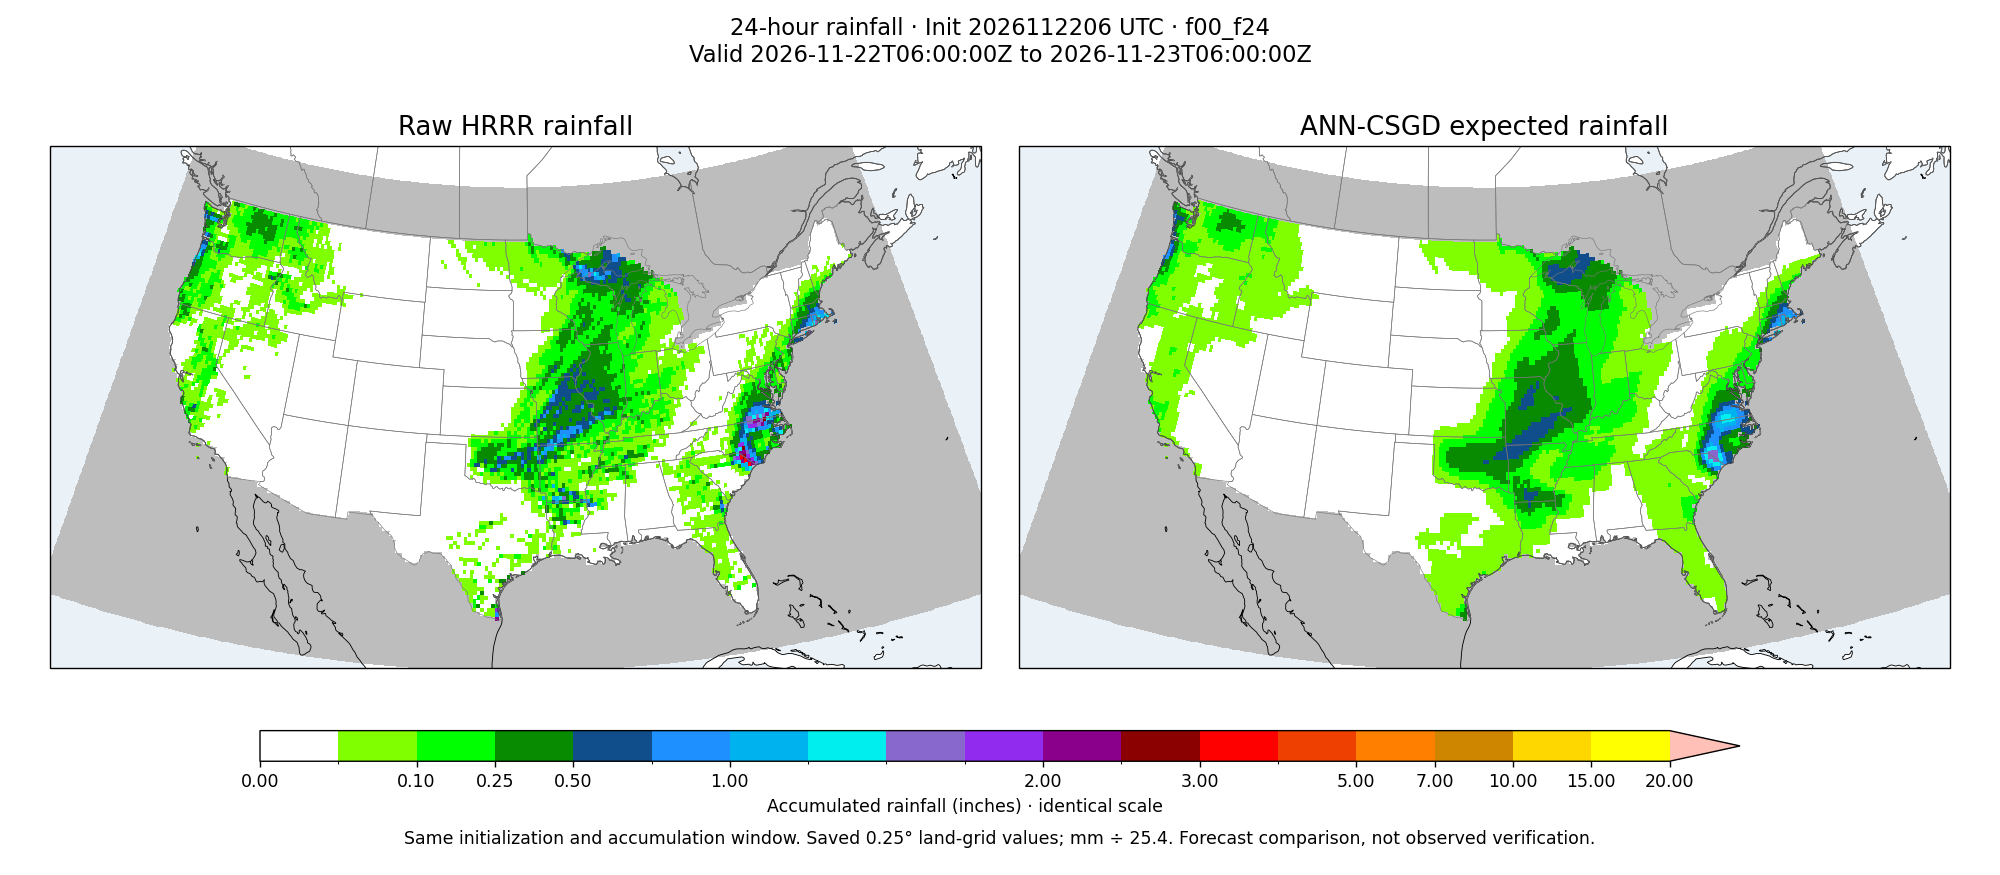 24-hour rainfall · Init 2026112206 UTC · f00_f24
Valid 2026-11-22T06:00:00Z to 2026-11-23T06:00:00Z
Raw HRRR rainfall
ANN-CSGD expected rainfall
0.00 0.10 0.25 0.50 1.00 2.00 3.00 5.00 7.00 10.00 15.00 20.00
Accumulated rainfall (inches) · identical scale
Same initialization and accumulation window. Saved 0.25° land-grid values; mm ÷ 25.4. Forecast comparison, not observed verification.